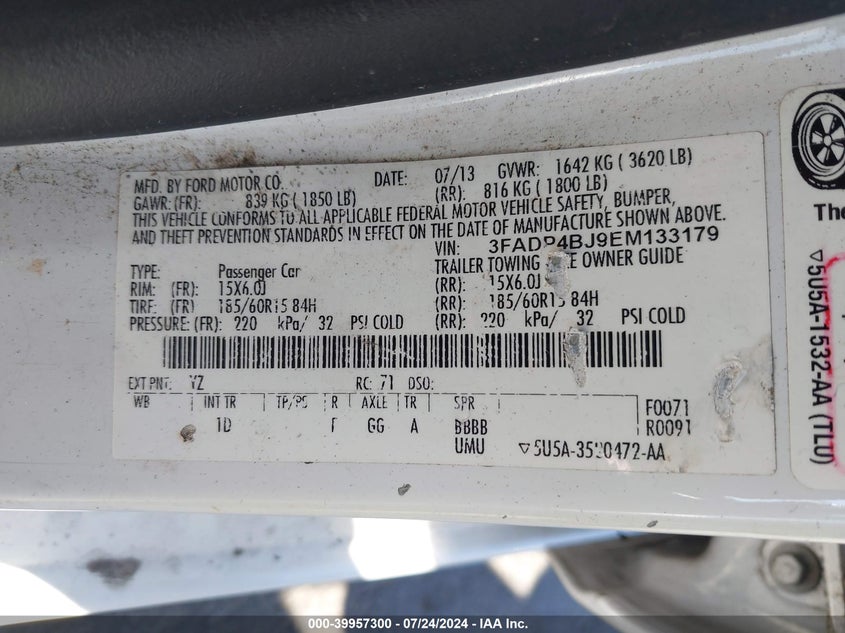 MFD. BY FORD MOTOR CO. DATE: 07/13 GVWR: 1642 KG ( 3620 LB)
GAWR: (FR): 839 KG ( 1850 LB) (RR): 816 KG ( 1800 LB)
THIS VEHICLE CONFORMS TO ALL APPLICABLE FEDERAL MOTOR VEHICLE SAFETY, BUMPER,
AND THEFT PREVENTION STANDARDS IN EFFECT ON THE DATE OF MANUFACTURE SHOWN ABOVE.
VIN: 3FADP4BJ9EM133179
TYPE: Passenger Car TRAILER TOWING SEE OWNER GUIDE
RIM: (FR): 15X6.0J (RR): 15X6.0J
TIRE: (FR): 185/60R15 84H (RR): 185/60R15 84H
PRESSURE: (FR): 220 kPa/ 32 PSI COLD (RR): 220 kPa/ 32 PSI COLD
EXT PNT: YZ RC: 71 DSO:
WB INT TR TP/PS R AXLE TR SPR F0071
1D F GG A BBBB R0091
UMU ▽5U5A-3520472-AA
The
▽5U5A-1532-AA (TLU)
000-39957300 / 07/24/2024 - IAA Inc.